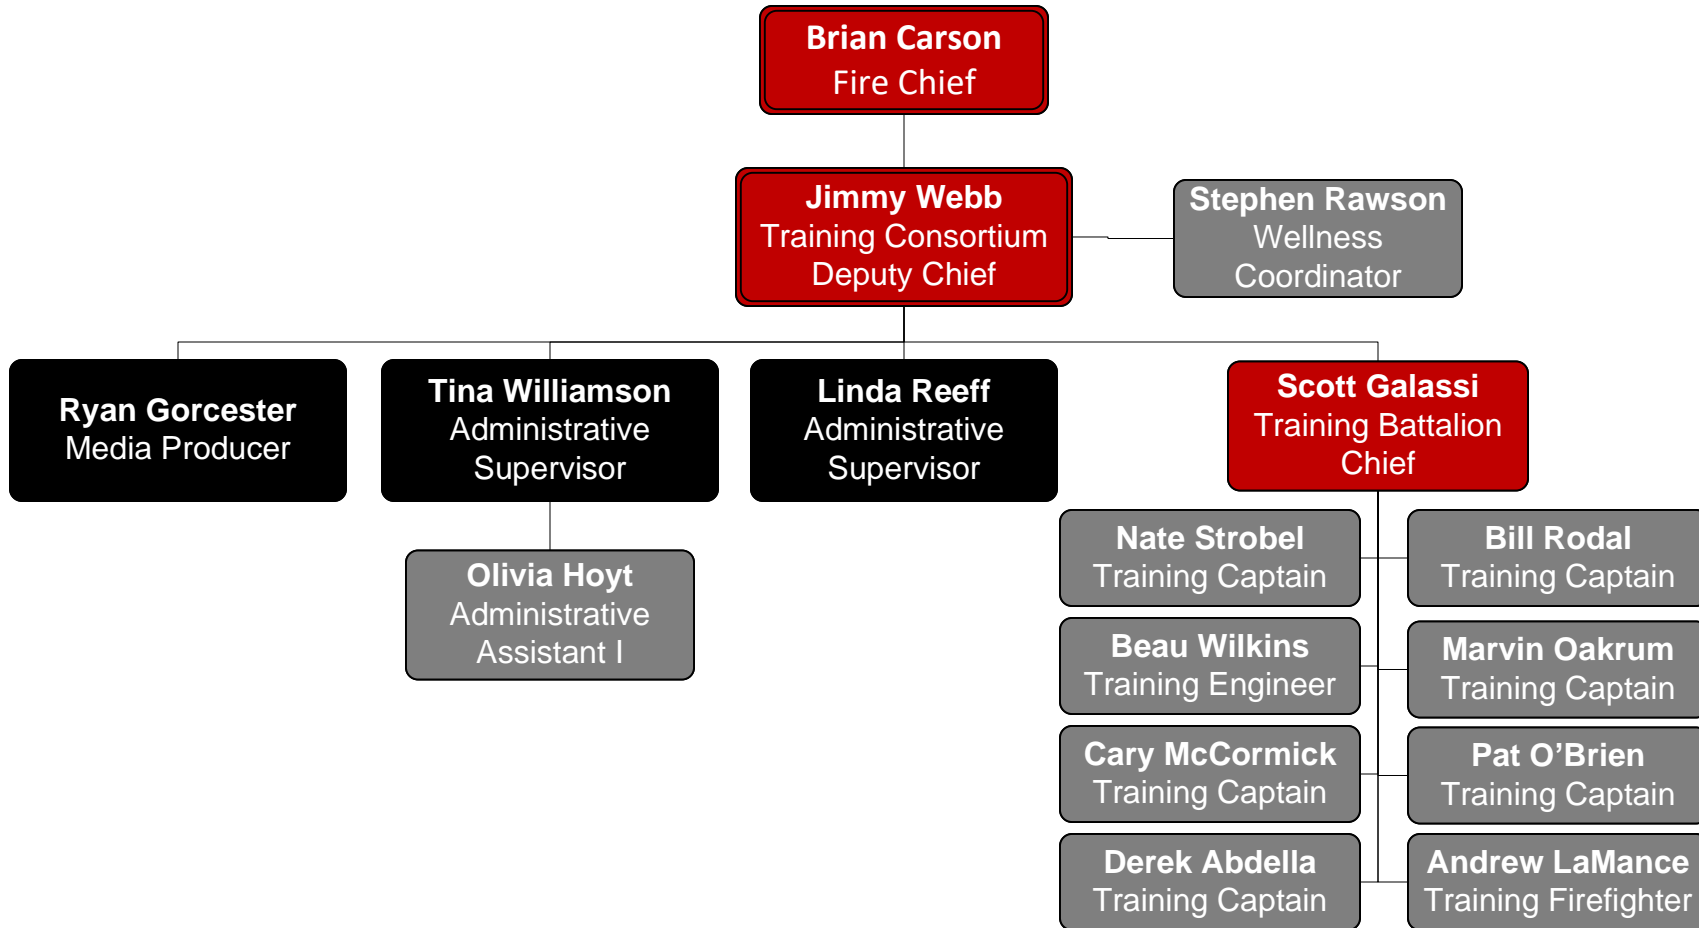 Brian Carson
Fire Chief
Jimmy Webb
Training Consortium
Deputy Chief
Stephen Rawson
Wellness
Coordinator
Ryan Gorcester
Media Producer
Tina Williamson
Administrative
Supervisor
Linda Reeff
Administrative
Supervisor
Scott Galassi
Training Battalion
Chief
Olivia Hoyt
Administrative
Assistant I
Nate Strobel
Training Captain
Bill Rodal
Training Captain
Beau Wilkins
Training Engineer
Marvin Oakrum
Training Captain
Cary McCormick
Training Captain
Pat O’Brien
Training Captain
Derek Abdella
Training Captain
Andrew LaMance
Training Firefighter